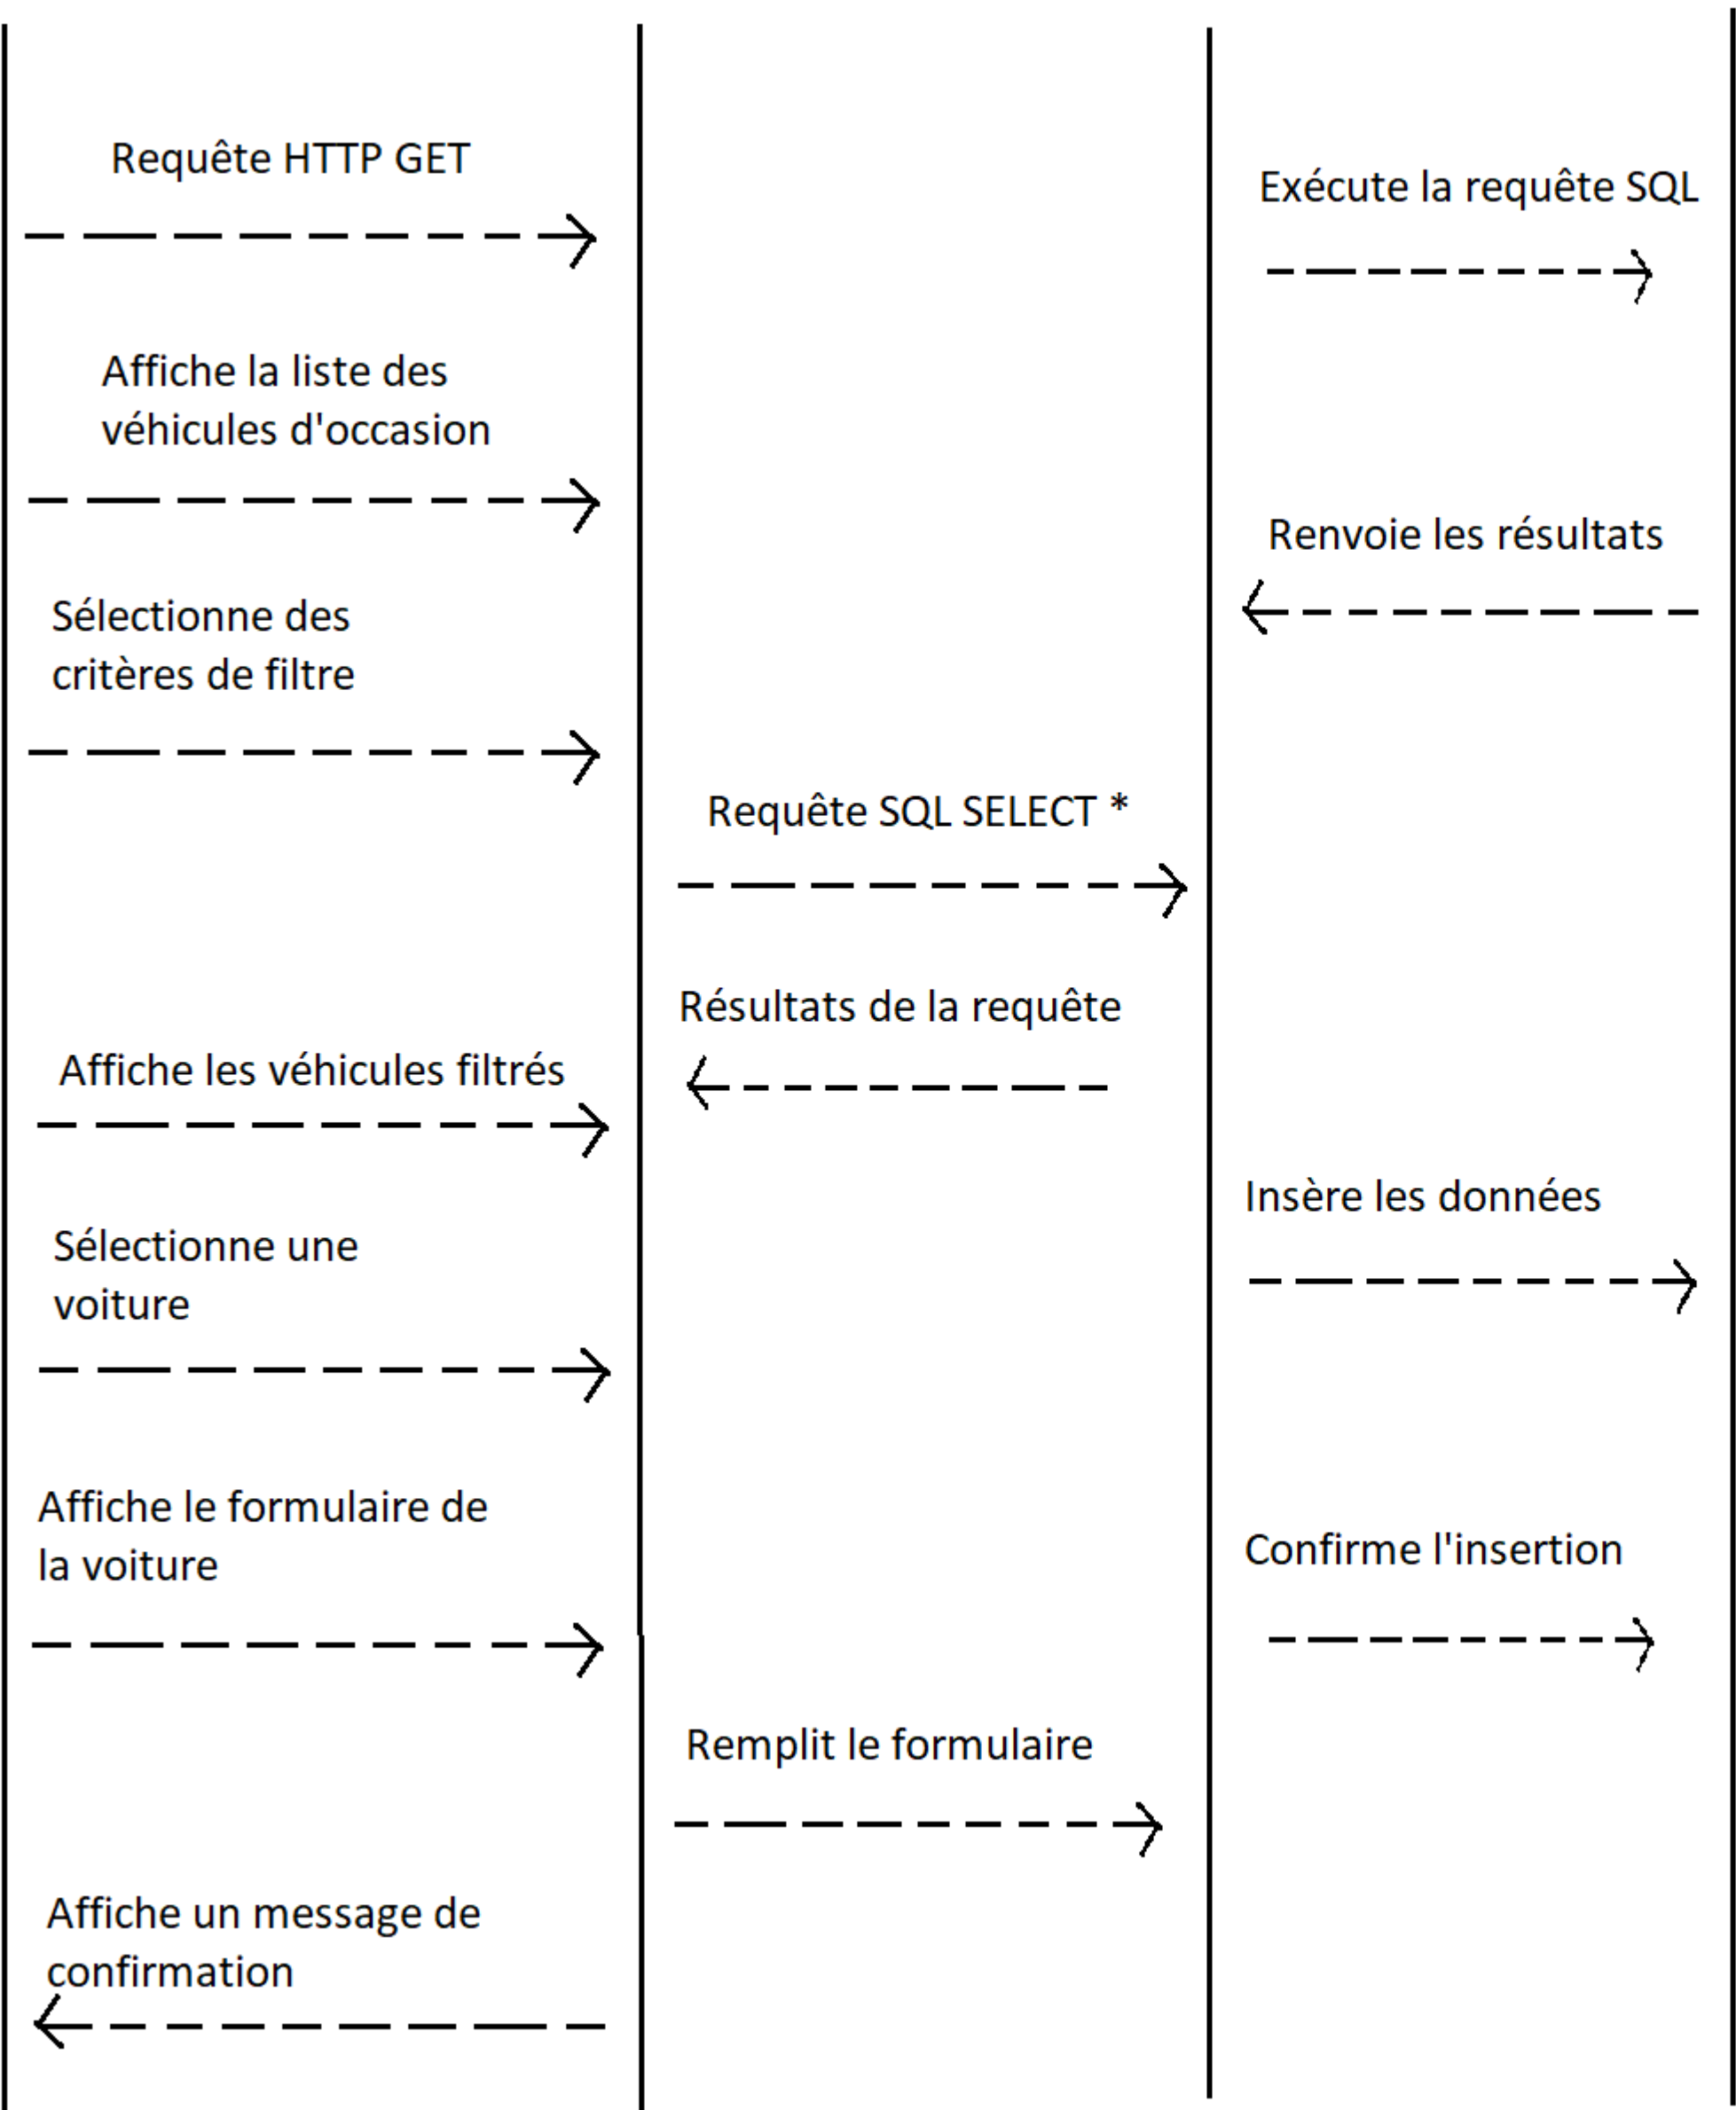 Requête HTTP GET
Exécute la requête SQL
Affiche la liste des
véhicules d'occasion
Renvoie les résultats
Sélectionne des
critères de filtre
Requête SQL SELECT *
Résultats de la requête
Affiche les véhicules filtrés
Insère les données
Sélectionne une
voiture
Affiche le formulaire de
la voiture
Confirme l'insertion
Remplit le formulaire
Affiche un message de
confirmation